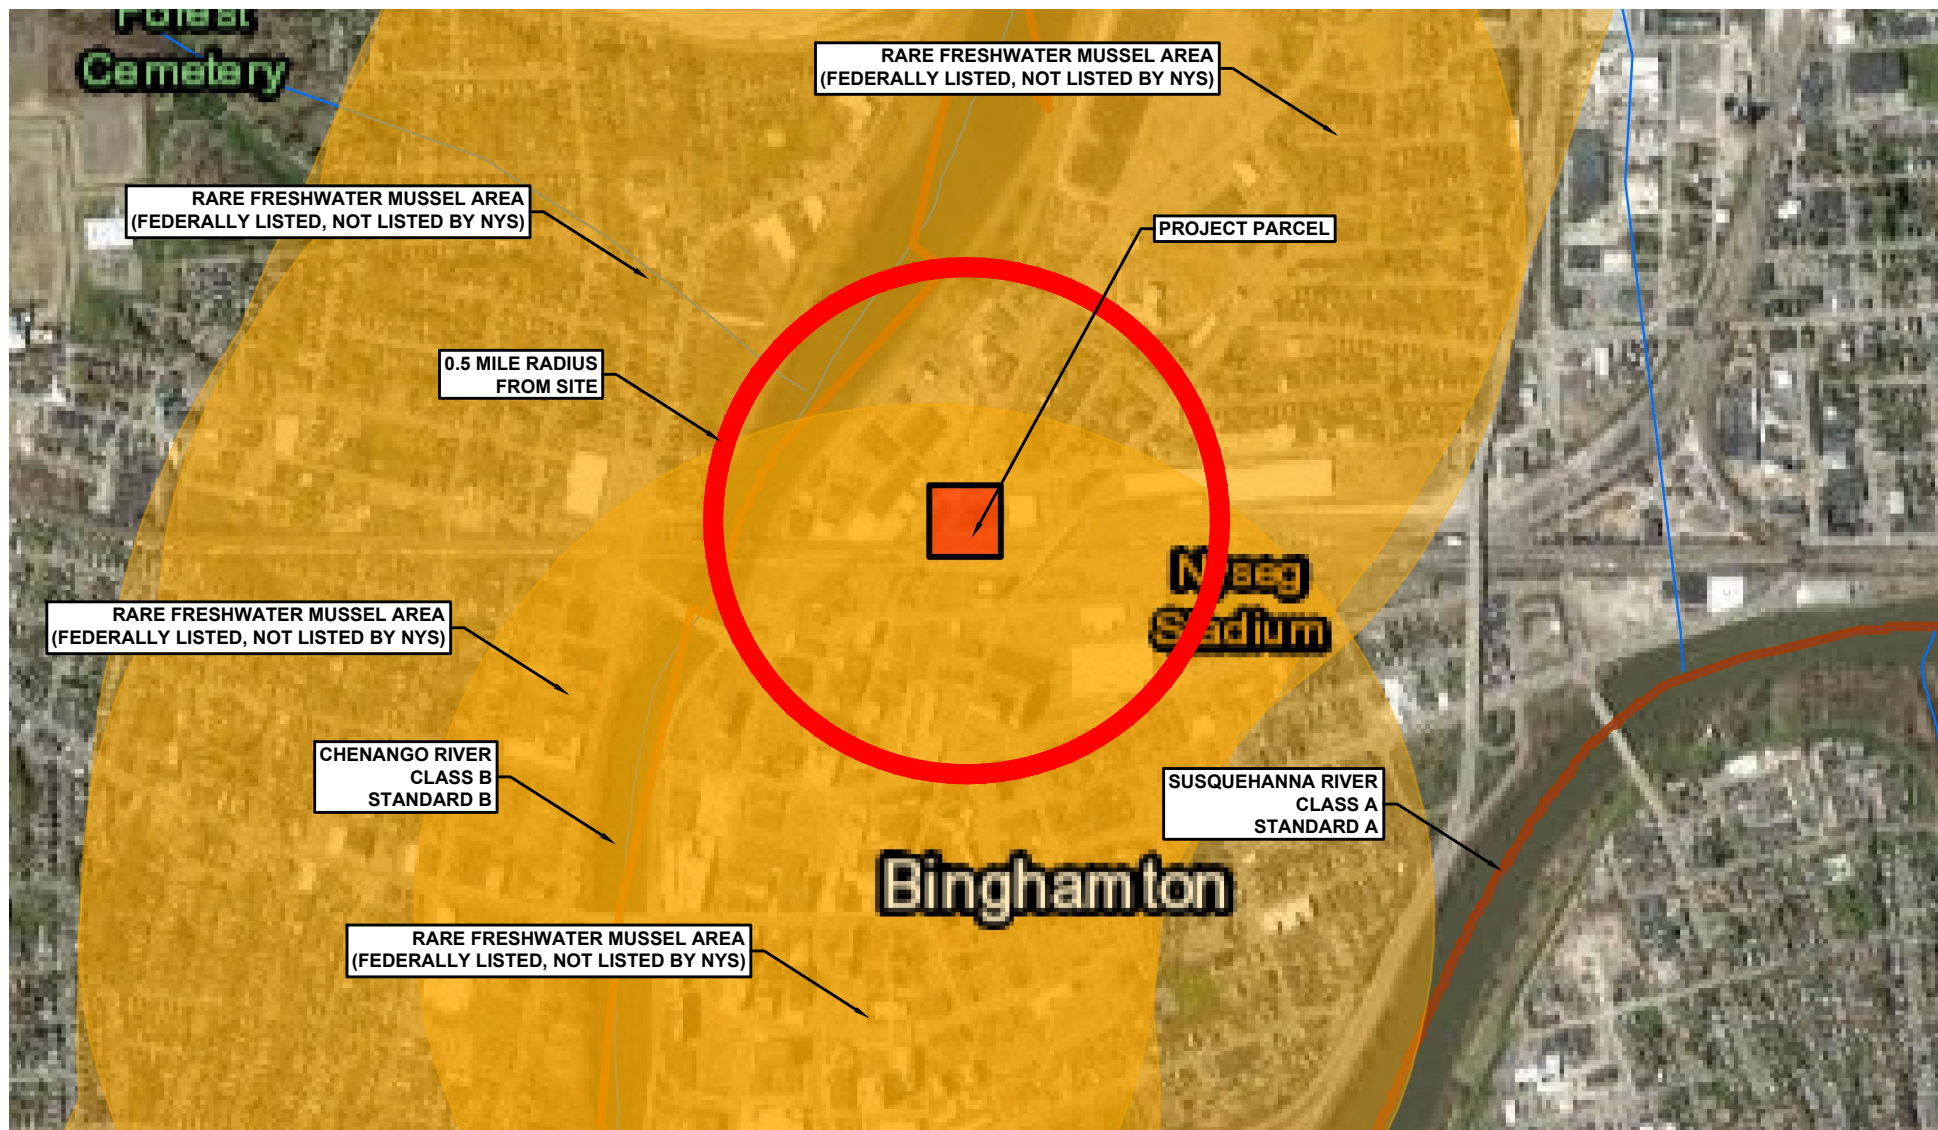 Forest
Cemetery
RARE FRESHWATER MUSSEL AREA
(FEDERALLY LISTED, NOT LISTED BY NYS)
RARE FRESHWATER MUSSEL AREA
(FEDERALLY LISTED, NOT LISTED BY NYS)
PROJECT PARCEL
0.5 MILE RADIUS
FROM SITE
Nyseg
Stadium
RARE FRESHWATER MUSSEL AREA
(FEDERALLY LISTED, NOT LISTED BY NYS)
CHENANGO RIVER
CLASS B
STANDARD B
SUSQUEHANNA RIVER
CLASS A
STANDARD A
Binghamton
RARE FRESHWATER MUSSEL AREA
(FEDERALLY LISTED, NOT LISTED BY NYS)